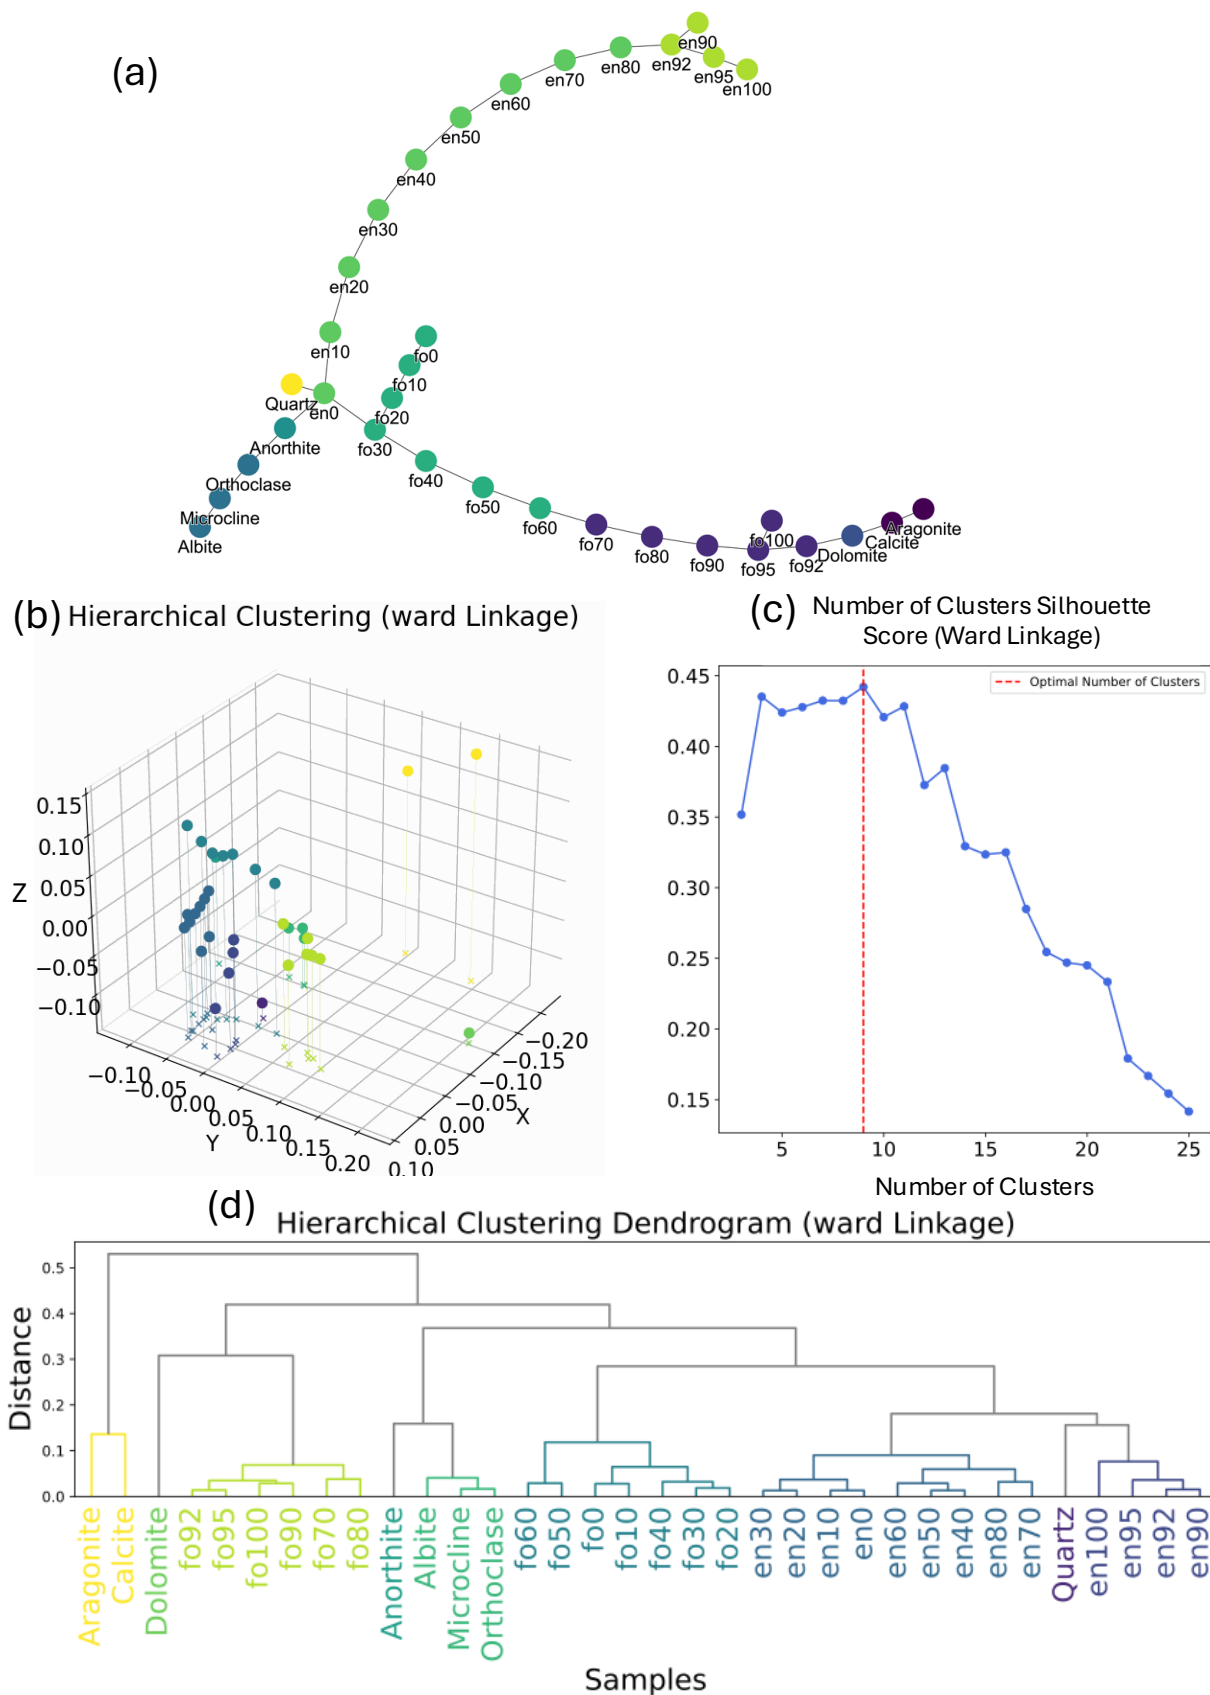 (a)
en90
en92
en95
en100
en80
en70
en60
en50
en40
en30
en20
en10
fo0
fo10
fo20
Quartz
en0
fo30
Anorthite
fo40
Orthoclase
fo50
Microcline
fo60
Albite
fo70
fo80
fo90
fo100
fo95
fo92
Dolomite
Calcite
Aragonite
(b) Hierarchical Clustering (ward Linkage)
Z
0.15
0.10
0.05
0.00
−0.05
−0.10
−0.10
−0.05
0.00
0.05
0.10
0.15
0.20
Y
−0.20
−0.15
−0.10
−0.05
0.00
0.05
0.10
X
(c) Number of Clusters Silhouette
Score (Ward Linkage)
Optimal Number of Clusters
0.45
0.40
0.35
0.30
0.25
0.20
0.15
5 10 15 20 25
Number of Clusters
(d) Hierarchical Clustering Dendrogram (ward Linkage)
Distance
0.5
0.4
0.3
0.2
0.1
0.0
Aragonite
Calcite
Dolomite
fo92
fo95
fo100
fo90
fo70
fo80
Anorthite
Albite
Microcline
Orthoclase
fo60
fo50
fo0
fo10
fo40
fo30
fo20
en30
en20
en10
en0
en60
en50
en40
en80
en70
Quartz
en100
en95
en92
en90
Samples